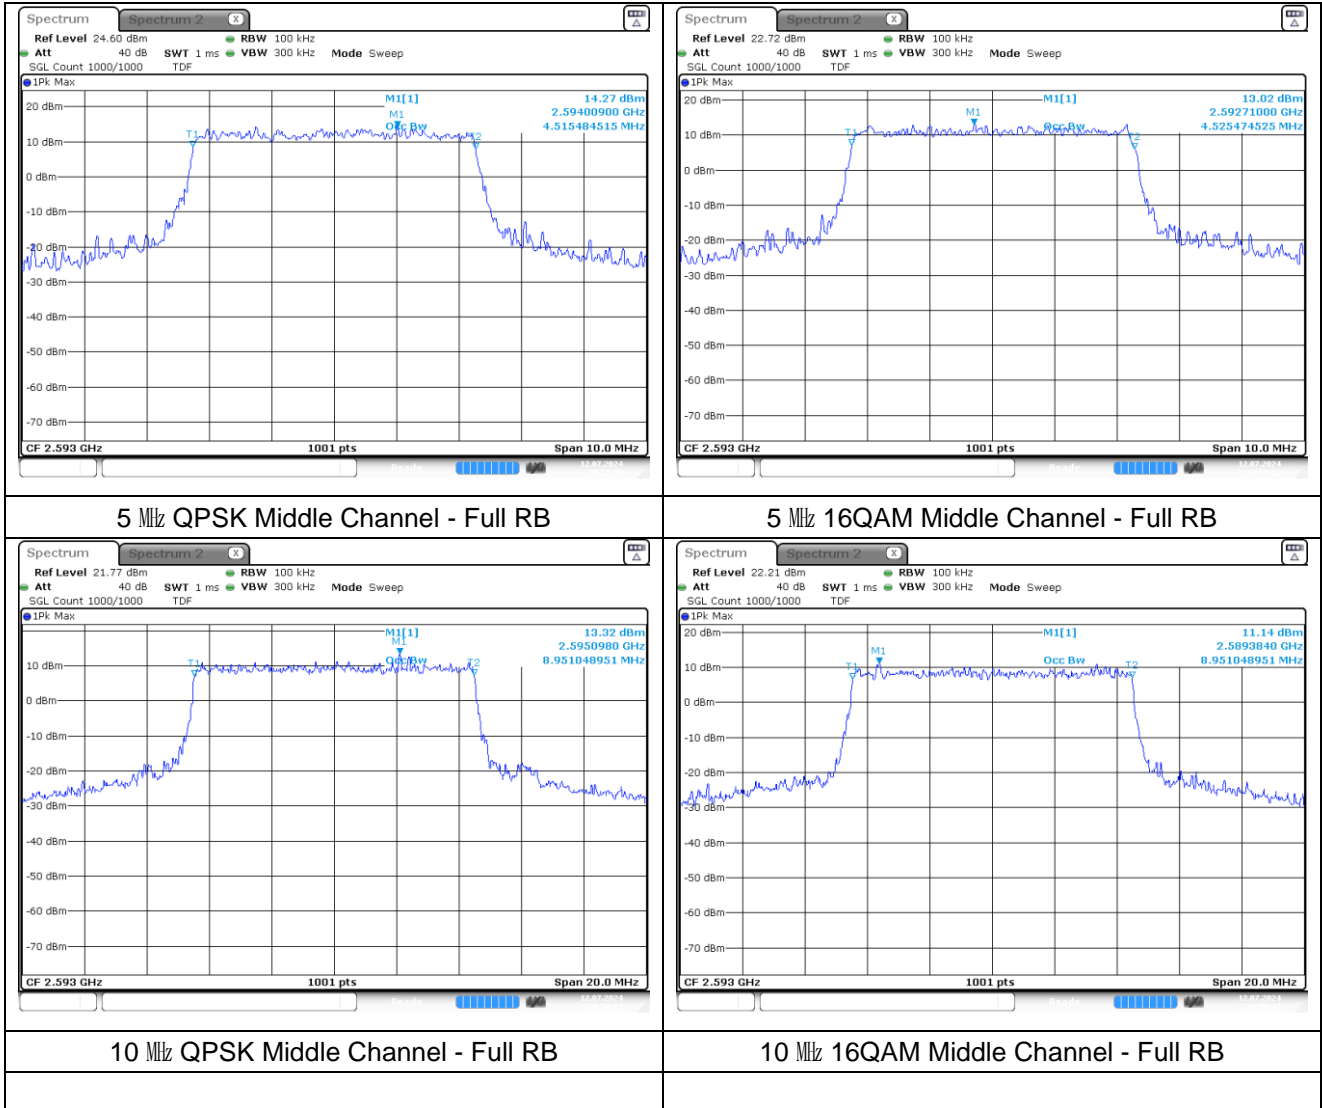 Spectrum Spectrum 2 X
Ref Level 24.60 dBm RBW 100 kHz
Att 40 dB SWT 1 ms VBW 300 kHz Mode Sweep
SGL Count 1000/1000 TDF
1Pk Max
M1[1] 14.27 dBm
2.59400900 GHz
Occ Bw 4.515484515 MHz
M1
T1
T2
20 dBm
10 dBm
0 dBm
-10 dBm
-20 dBm
-30 dBm
-40 dBm
-50 dBm
-60 dBm
-70 dBm
CF 2.593 GHz 1001 pts Span 10.0 MHz
Ready 12.07.2024
5 ㎒ QPSK Middle Channel - Full RB
Spectrum Spectrum 2 X
Ref Level 22.72 dBm RBW 100 kHz
Att 40 dB SWT 1 ms VBW 300 kHz Mode Sweep
SGL Count 1000/1000 TDF
1Pk Max
M1[1] 13.02 dBm
2.59271000 GHz
Occ Bw 4.525474525 MHz
M1
T1
T2
20 dBm
10 dBm
0 dBm
-10 dBm
-20 dBm
-30 dBm
-40 dBm
-50 dBm
-60 dBm
-70 dBm
CF 2.593 GHz 1001 pts Span 10.0 MHz
Ready 12.07.2024
5 ㎒ 16QAM Middle Channel - Full RB
Spectrum Spectrum 2 X
Ref Level 21.77 dBm RBW 100 kHz
Att 40 dB SWT 1 ms VBW 300 kHz Mode Sweep
SGL Count 1000/1000 TDF
1Pk Max
M1[1] 13.32 dBm
2.5950980 GHz
Occ Bw 8.951048951 MHz
M1
T1
T2
10 dBm
0 dBm
-10 dBm
-20 dBm
-30 dBm
-40 dBm
-50 dBm
-60 dBm
-70 dBm
CF 2.593 GHz 1001 pts Span 20.0 MHz
Ready 12.07.2024
10 ㎒ QPSK Middle Channel - Full RB
Spectrum Spectrum 2 X
Ref Level 22.21 dBm RBW 100 kHz
Att 40 dB SWT 1 ms VBW 300 kHz Mode Sweep
SGL Count 1000/1000 TDF
1Pk Max
M1[1] 11.14 dBm
2.5893840 GHz
Occ Bw 8.951048951 MHz
M1
T1
T2
20 dBm
10 dBm
0 dBm
-10 dBm
-20 dBm
-30 dBm
-40 dBm
-50 dBm
-60 dBm
-70 dBm
CF 2.593 GHz 1001 pts Span 20.0 MHz
Ready 12.07.2024
10 ㎒ 16QAM Middle Channel - Full RB